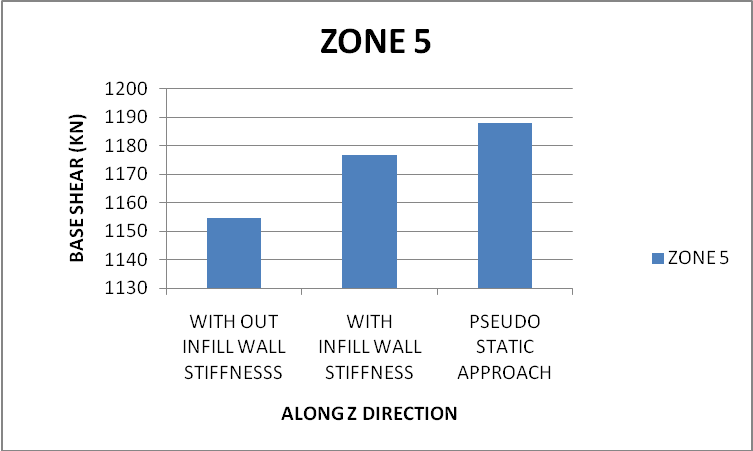 ZONE 5
BASE SHEAR (KN)
1200
1190
1180
1170
1160
1150
1140
1130
WITH OUT
INFILL WALL
STIFFNESSS
WITH
INFILL WALL
STIFFNESS
PSEUDO
STATIC
APPROACH
ALONG Z DIRECTION
ZONE 5